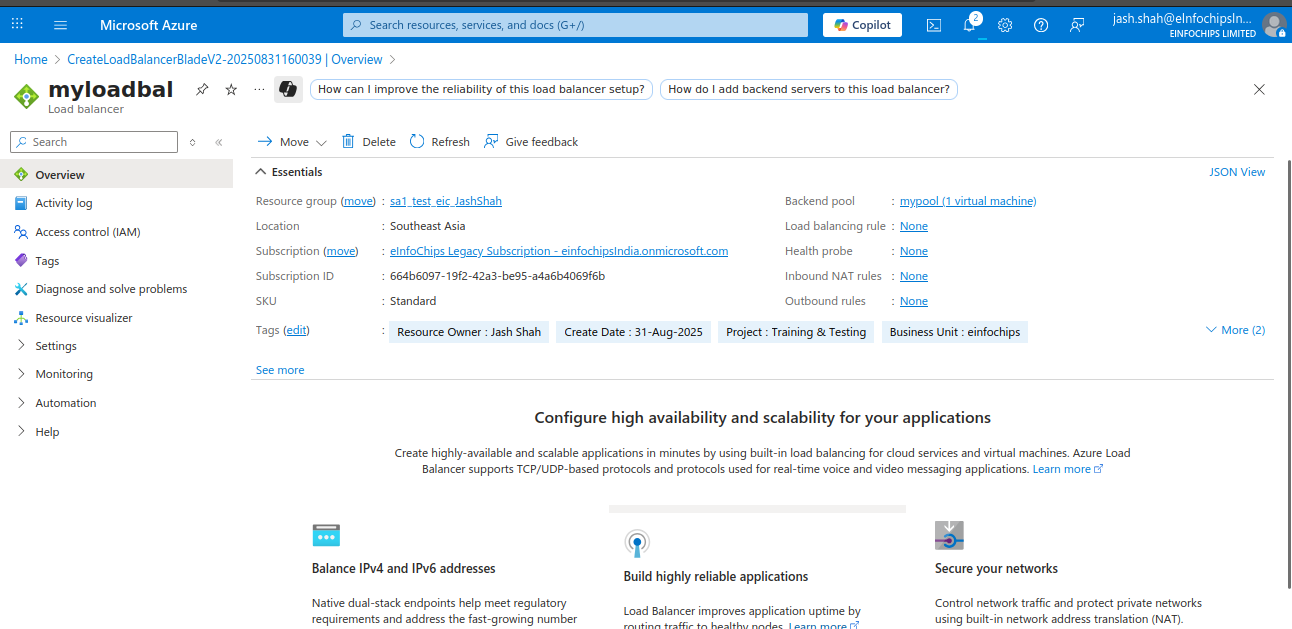 Microsoft Azure
Search resources, services, and docs (G+/)
Copilot
2
jash.shah@eInfochipsIn...
EINFOCHIPS LIMITED
Home > CreateLoadBalancerBladeV2-20250831160039 | Overview >
myloadbal
Load balancer
How can I improve the reliability of this load balancer setup?
How do I add backend servers to this load balancer?
Search
Overview
Activity log
Access control (IAM)
Tags
Diagnose and solve problems
Resource visualizer
Settings
Monitoring
Automation
Help
Move
Delete
Refresh
Give feedback
Essentials
JSON View
Resource group (move) : sa1_test_eic_JashShah
Location : Southeast Asia
Subscription (move) : eInfoChips Legacy Subscription - einfochipsIndia.onmicrosoft.com
Subscription ID : 664b6097-19f2-42a3-be95-a4a6b4069f6b
SKU : Standard
Backend pool : mypool (1 virtual machine)
Load balancing rule : None
Health probe : None
Inbound NAT rules : None
Outbound rules : None
Tags (edit) : Resource Owner : Jash Shah Create Date : 31-Aug-2025 Project : Training & Testing Business Unit : einfochips More (2)
See more
Configure high availability and scalability for your applications
Create highly-available and scalable applications in minutes by using built-in load balancing for cloud services and virtual machines. Azure Load
Balancer supports TCP/UDP-based protocols and protocols used for real-time voice and video messaging applications. Learn more
Balance IPv4 and IPv6 addresses
Native dual-stack endpoints help meet regulatory
requirements and address the fast-growing number
Build highly reliable applications
Load Balancer improves application uptime by
routing traffic to healthy nodes. Learn more
Secure your networks
Control network traffic and protect private networks
using built-in network address translation (NAT).